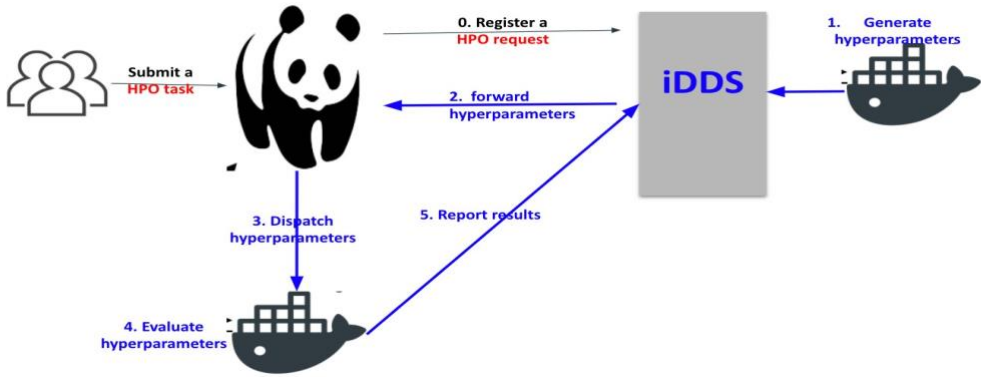 Submit a
HPO task
0. Register a
HPO request
1. Generate
hyperparameters
iDDS
2. forward
hyperparameters
3. Dispatch
hyperparameters
5. Report results
4. Evaluate
hyperparameters